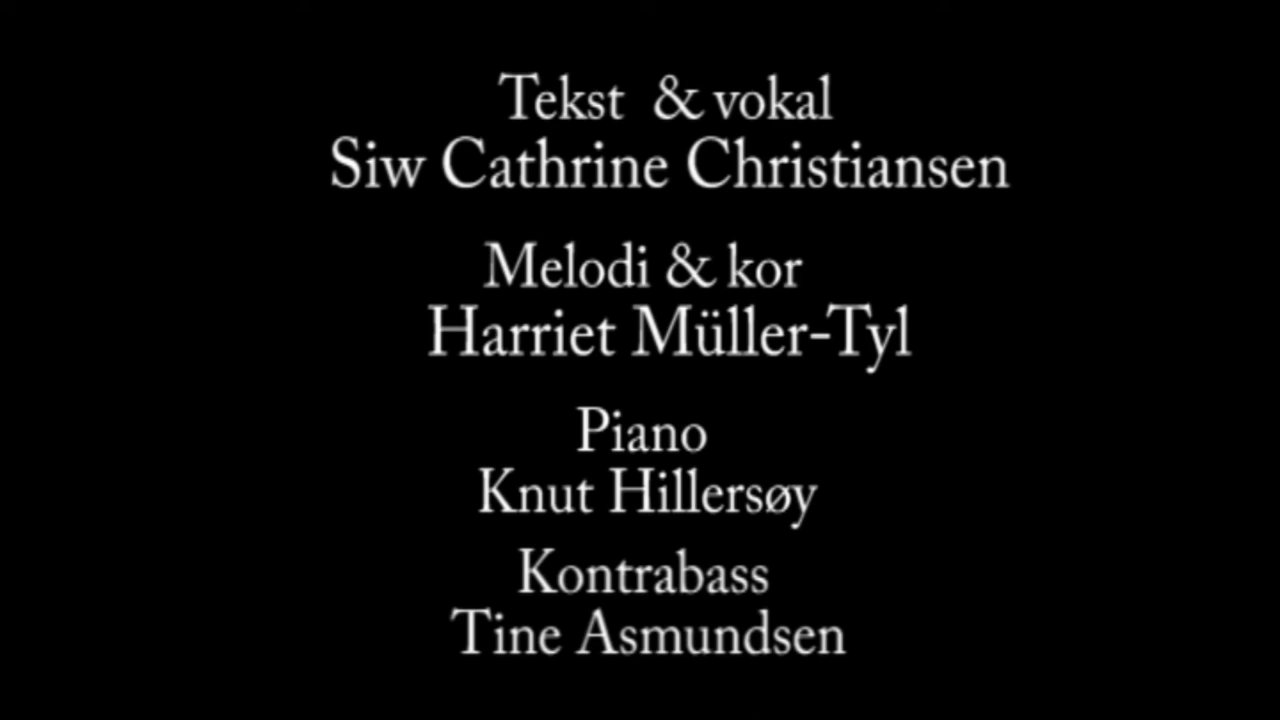 Tekst & vokal
Siw Cathrine Christiansen
Melodi & kor
Harriet Müller-Tyl
Piano
Knut Hillersøy
Kontrabass
Tine Asmundsen